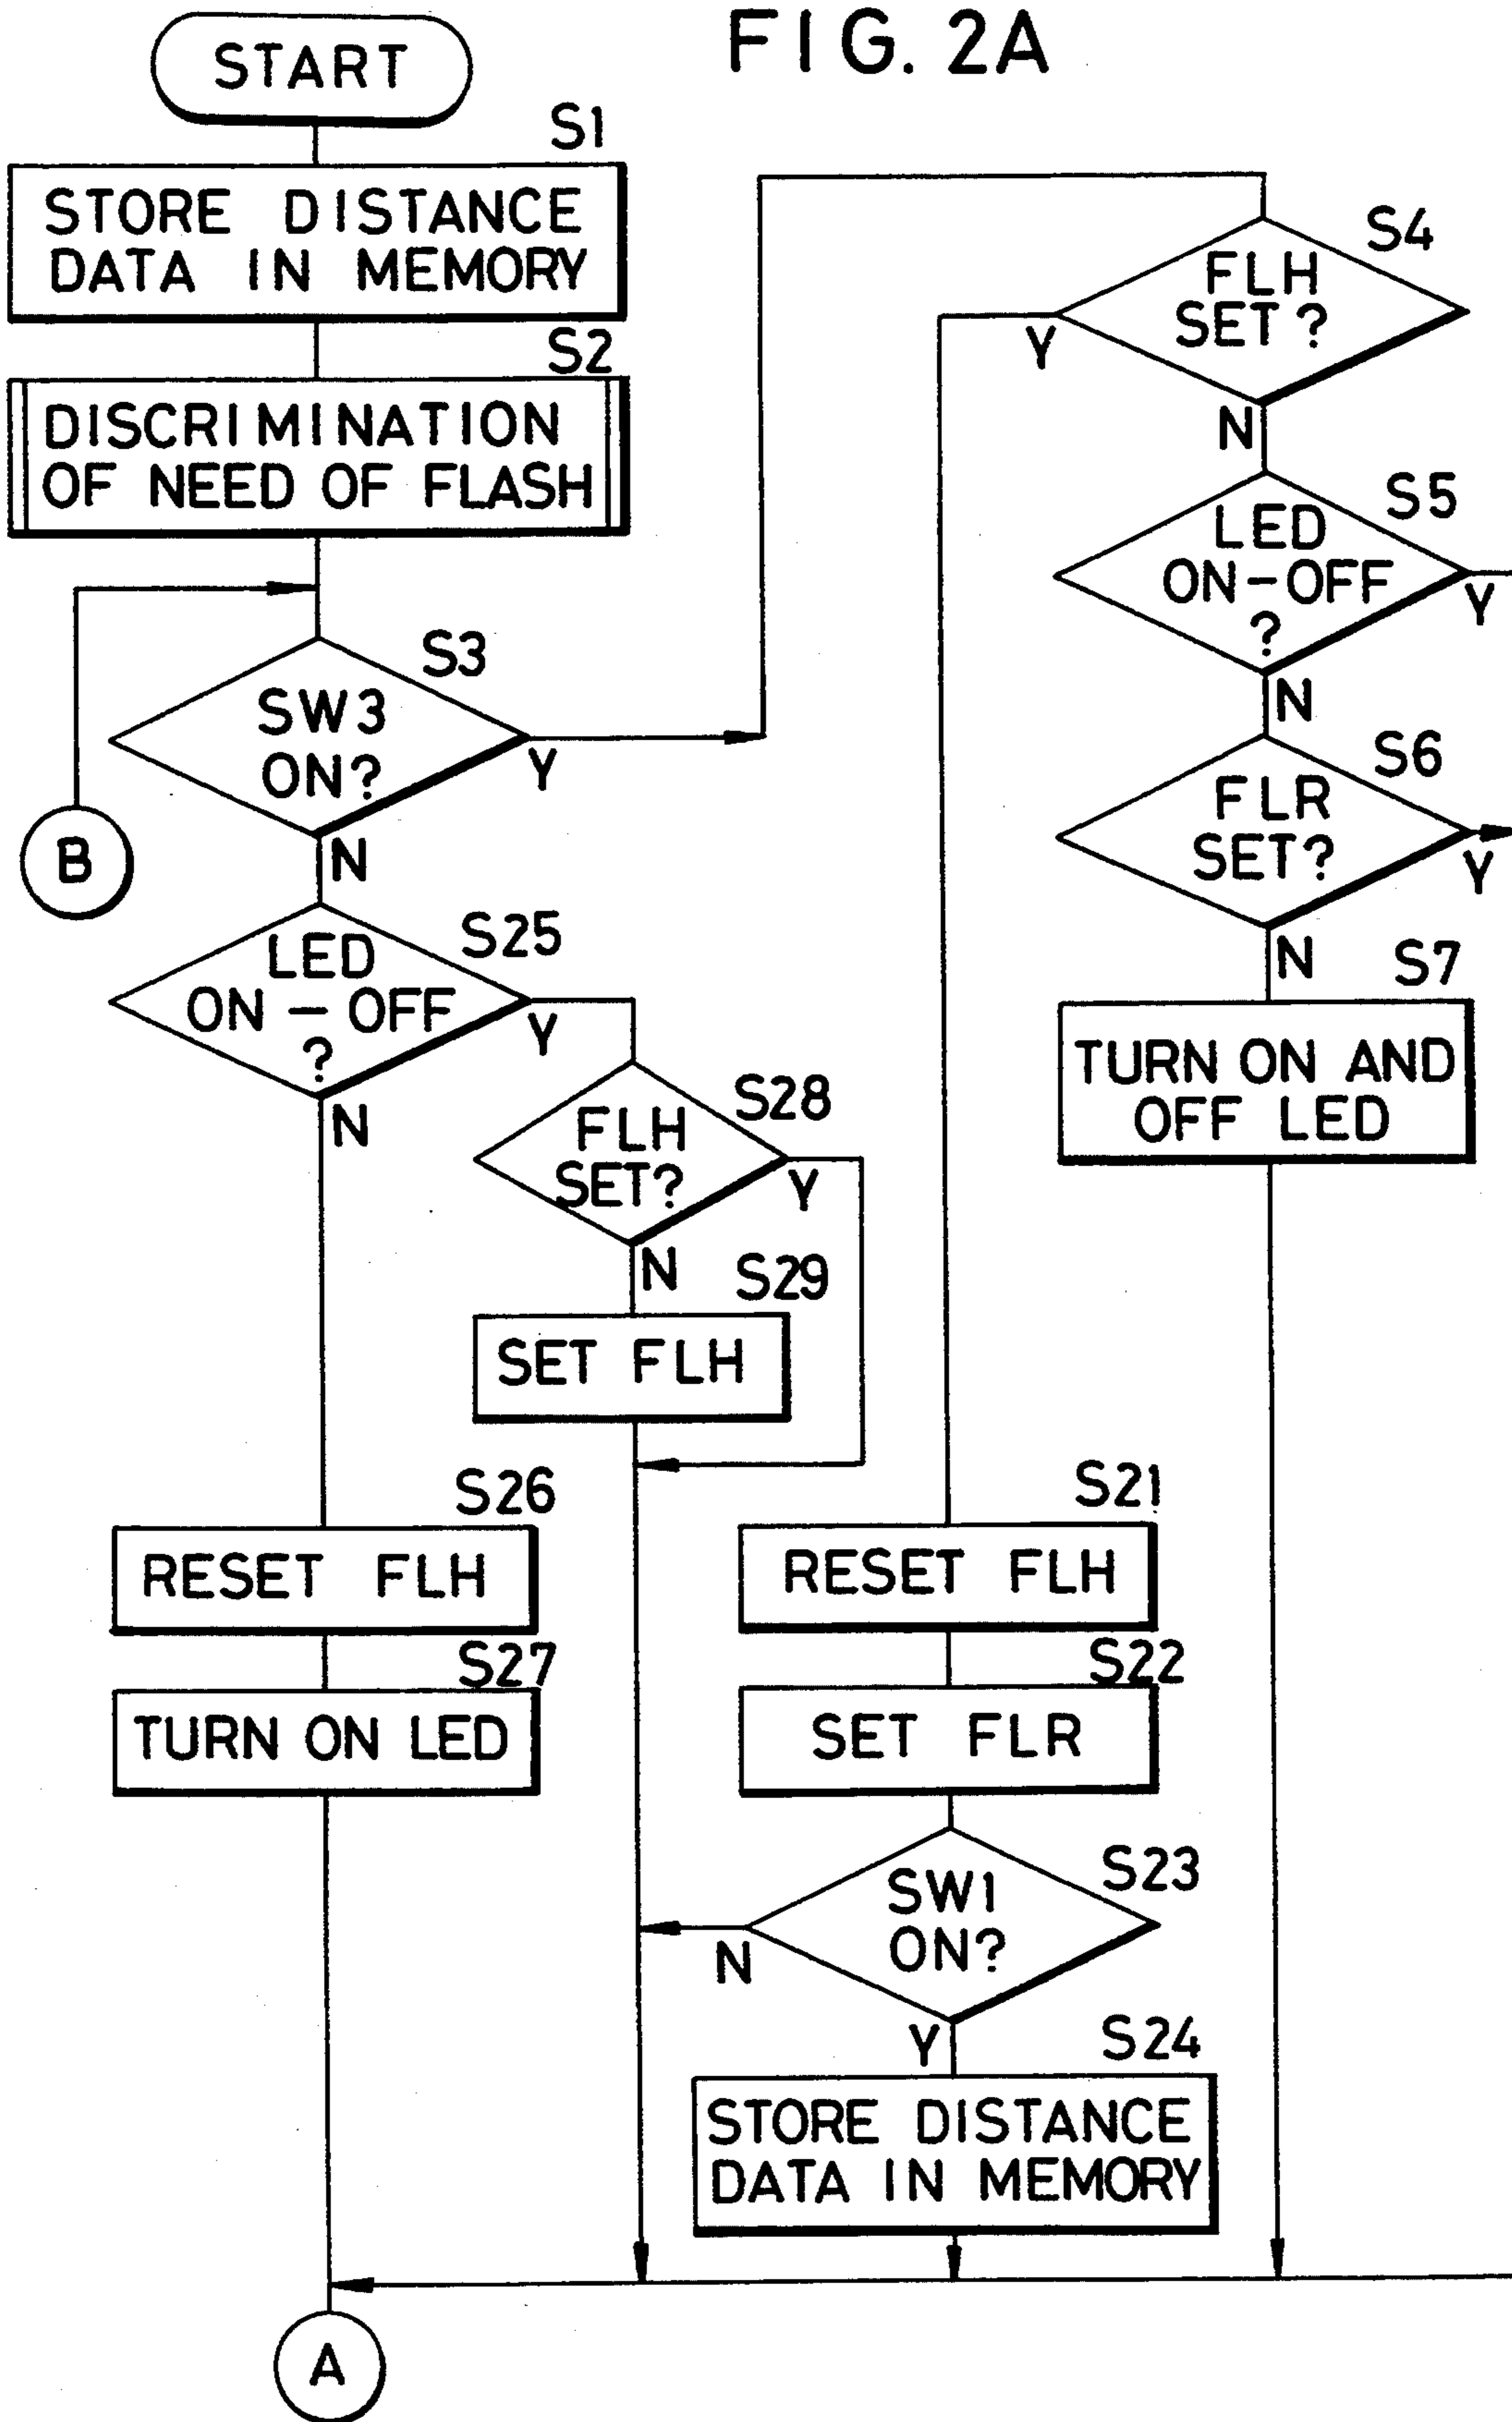 FIG. 2A
START
S1
STORE DISTANCE
DATA IN MEMORY
S2
DISCRIMINATION
OF NEED OF FLASH
S3
SW3
ON?
Y
N
B
S25
LED
ON - OFF
?
Y
N
S28
FLH
SET?
Y
N
S29
SET FLH
S26
RESET FLH
S27
TURN ON LED
A
S4
FLH
SET?
Y
N
S5
LED
ON-OFF
?
Y
N
S6
FLR
SET?
Y
N
S7
TURN ON AND
OFF LED
S21
RESET FLH
S22
SET FLR
S23
SW1
ON?
N
Y
S24
STORE DISTANCE
DATA IN MEMORY